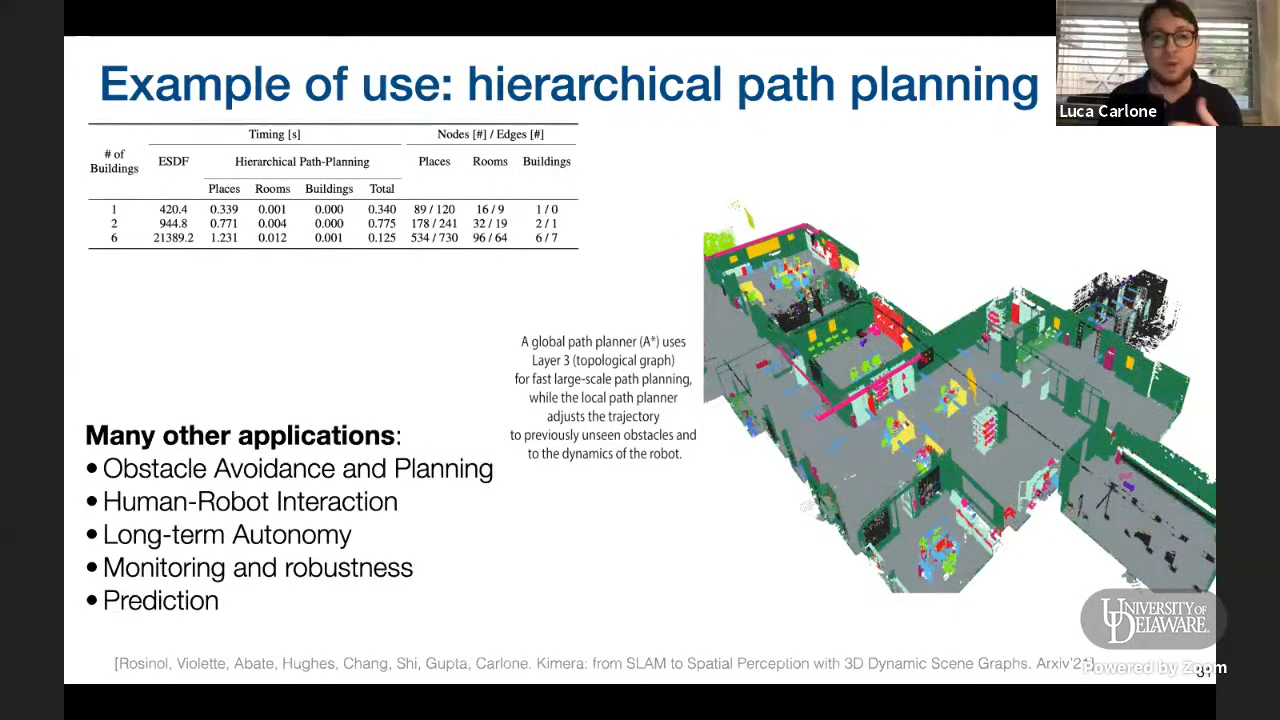 Example of use: hierarchical path planning
Luca Carlone
Timing [s] Nodes [#] / Edges [#]
# of Buildings ESDF Hierarchical Path-Planning Places Rooms Buildings
Places Rooms Buildings Total
1 420.4 0.339 0.001 0.000 0.340 89 / 120 16 / 9 1 / 0
2 944.8 0.771 0.004 0.000 0.775 178 / 241 32 / 19 2 / 1
6 21389.2 1.231 0.012 0.001 0.125 534 / 730 96 / 64 6 / 7
A global path planner (A*) uses
Layer 3 (topological graph)
for fast large-scale path planning,
while the local path planner
adjusts the trajectory
to previously unseen obstacles and
to the dynamics of the robot.
Many other applications:
• Obstacle Avoidance and Planning
• Human-Robot Interaction
• Long-term Autonomy
• Monitoring and robustness
• Prediction
UNIVERSITY OF
DELAWARE.
[Rosinol, Violette, Abate, Hughes, Chang, Shi, Gupta, Carlone. Kimera: from SLAM to Spatial Perception with 3D Dynamic Scene Graphs. Arxiv'21]
Powered by Zoom